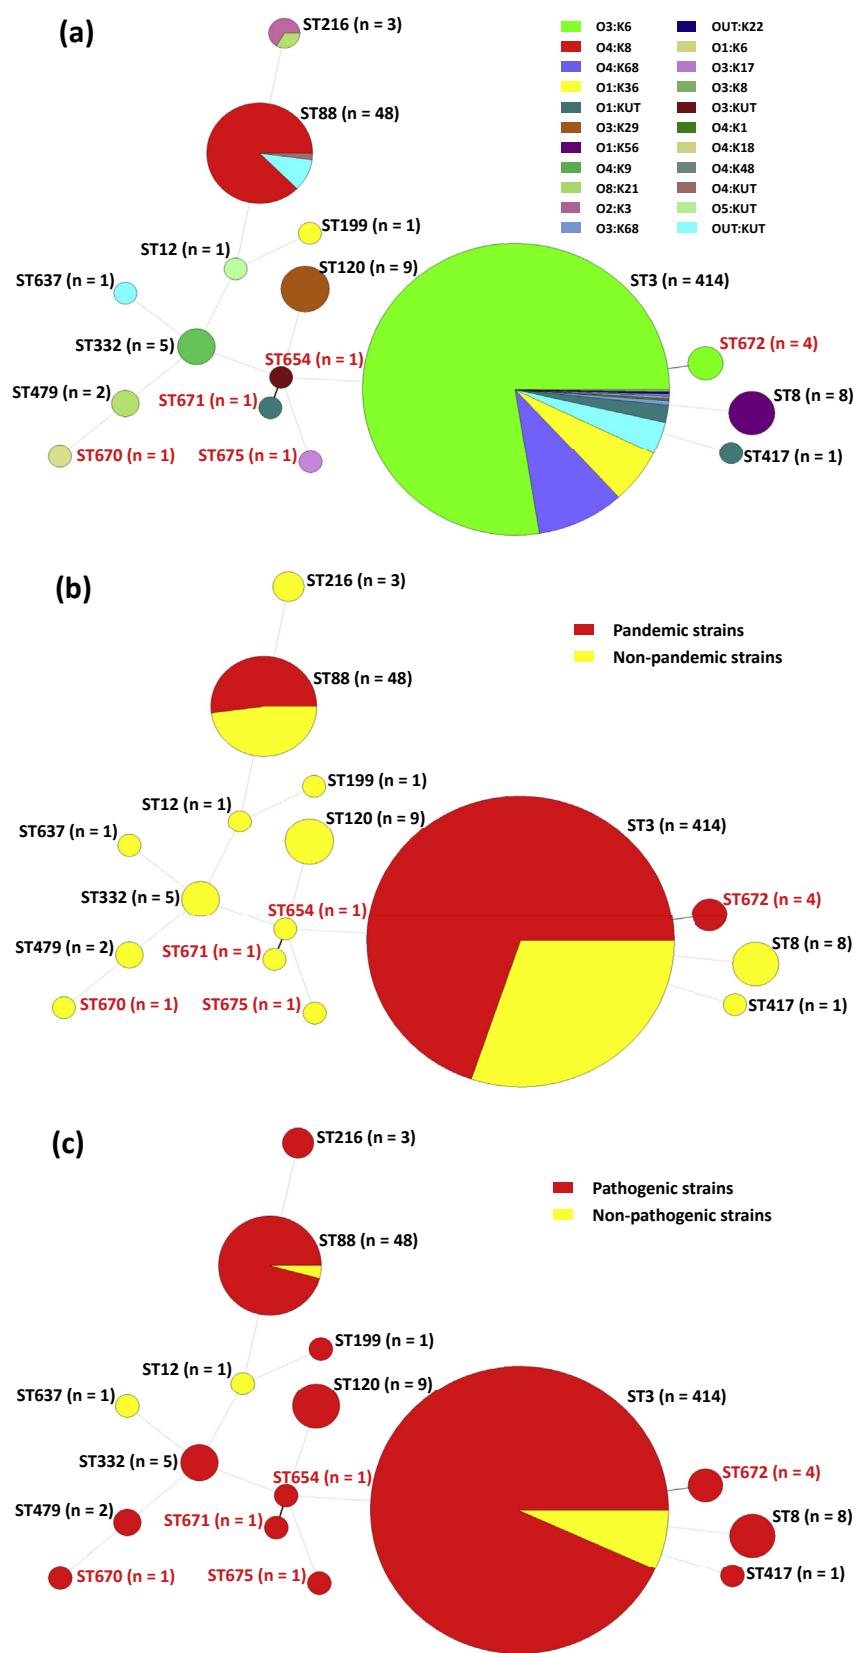 (a)
ST216 (n = 3)
O3:K6
OUT:K22
O4:K8
O1:K6
O4:K68
O3:K17
O1:K36
O3:K8
O1:KUT
O3:KUT
O3:K29
O4:K1
O1:K56
O4:K18
O4:K9
O4:K48
O8:K21
O4:KUT
O2:K3
O5:KUT
O3:K68
OUT:KUT
ST88 (n = 48)
ST199 (n = 1)
ST12 (n = 1)
ST120 (n = 9)
ST3 (n = 414)
ST637 (n = 1)
ST332 (n = 5)
ST654 (n = 1)
ST672 (n = 4)
ST479 (n = 2)
ST671 (n = 1)
ST8 (n = 8)
ST670 (n = 1)
ST675 (n = 1)
ST417 (n = 1)
(b)
ST216 (n = 3)
Pandemic strains
Non-pandemic strains
ST88 (n = 48)
ST199 (n = 1)
ST12 (n = 1)
ST120 (n = 9)
ST3 (n = 414)
ST637 (n = 1)
ST332 (n = 5)
ST654 (n = 1)
ST672 (n = 4)
ST479 (n = 2)
ST671 (n = 1)
ST8 (n = 8)
ST670 (n = 1)
ST675 (n = 1)
ST417 (n = 1)
(c)
ST216 (n = 3)
Pathogenic strains
Non-pathogenic strains
ST88 (n = 48)
ST199 (n = 1)
ST12 (n = 1)
ST120 (n = 9)
ST3 (n = 414)
ST637 (n = 1)
ST332 (n = 5)
ST654 (n = 1)
ST672 (n = 4)
ST479 (n = 2)
ST671 (n = 1)
ST8 (n = 8)
ST670 (n = 1)
ST675 (n = 1)
ST417 (n = 1)